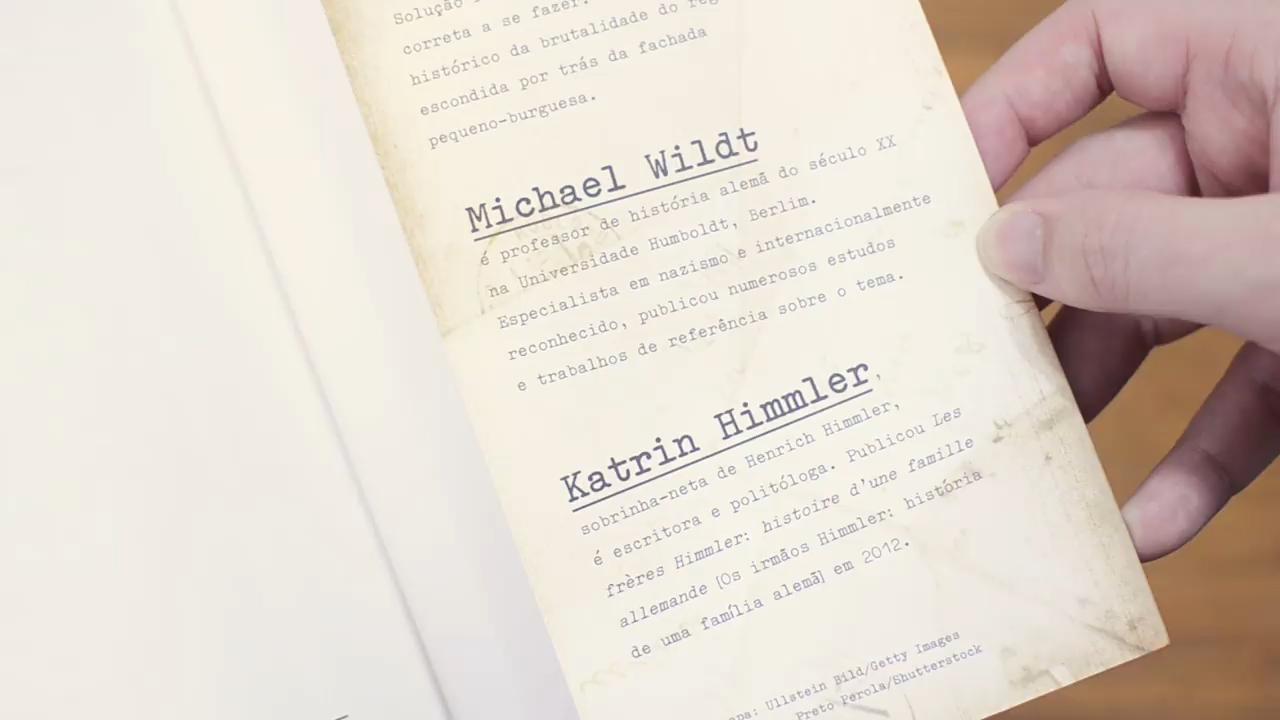 Solução
correta a se fazer.
histórico da brutalidade do reg
escondida por trás da fachada
pequeno-burguesa.
Michael Wildt
é professor de história alemã do século XX
na Universidade Humboldt, Berlim.
Especialista em nazismo e internacionalmente
reconhecido, publicou numerosos estudos
e trabalhos de referência sobre o tema.
Katrin Himmler,
sobrinha-neta de Henrich Himmler,
é escritora e politóloga. Publicou Les
frères Himmler: histoire d'une famille
allemande [Os irmãos Himmler: história
de uma família alemã] em 2012.
apa: Ullstein Bild/Getty Images
Preto Perola/Shutterstock